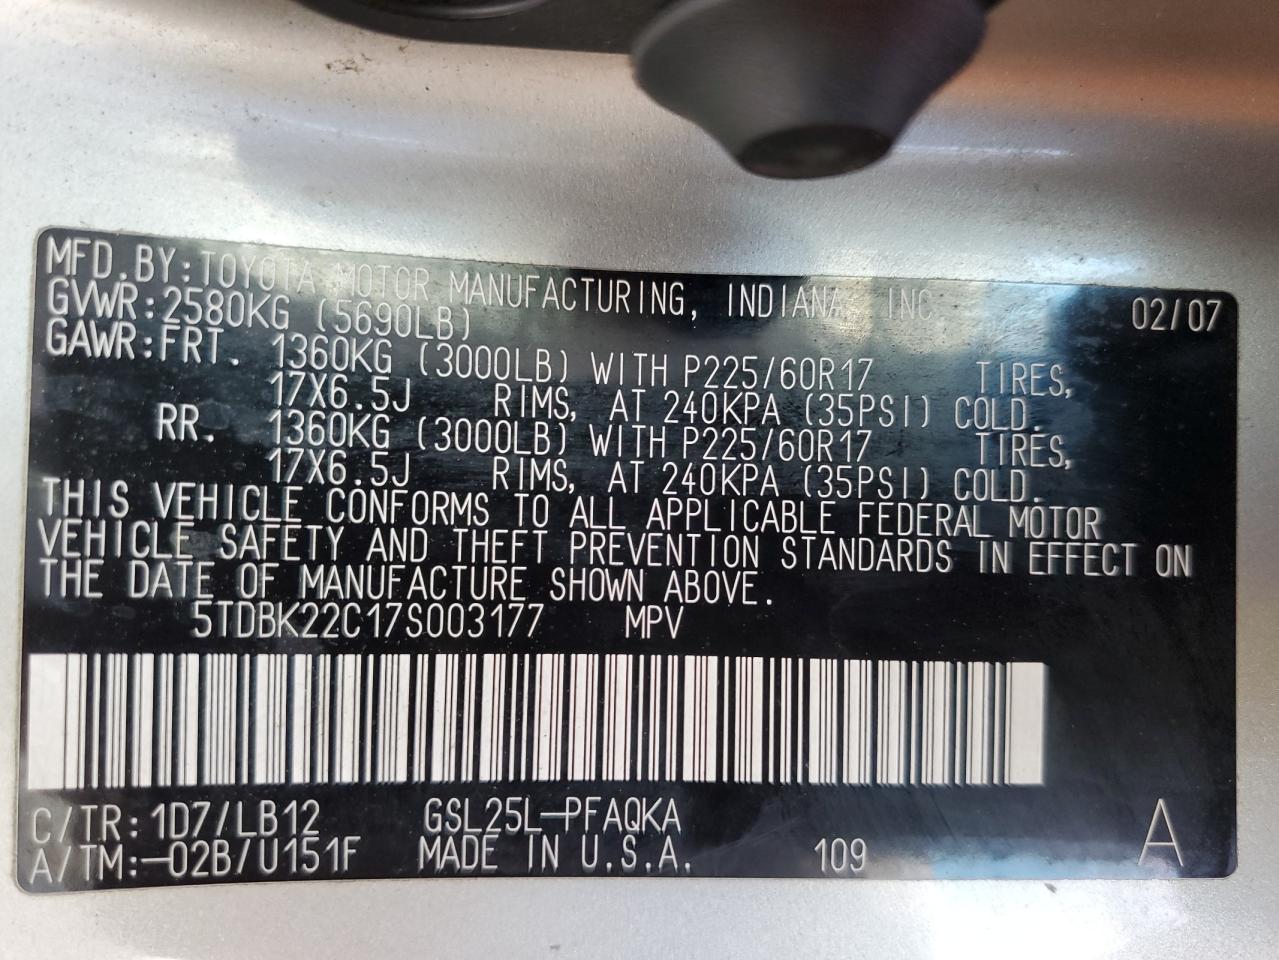 MFD.BY:TOYOTA MOTOR MANUFACTURING, INDIANA, INC. 02/07
GVWR:2580KG (5690LB)
GAWR:FRT. 1360KG (3000LB) WITH P225/60R17 TIRES,
17X6.5J RIMS, AT 240KPA (35PSI) COLD.
RR. 1360KG (3000LB) WITH P225/60R17 TIRES,
17X6.5J RIMS, AT 240KPA (35PSI) COLD.
THIS VEHICLE CONFORMS TO ALL APPLICABLE FEDERAL MOTOR
VEHICLE SAFETY AND THEFT PREVENTION STANDARDS IN EFFECT ON
THE DATE OF MANUFACTURE SHOWN ABOVE.
5TDBK22C17S003177 MPV
C/TR:1D7/LB12 GSL25L-PFAQKA
A/TM:-02B/U151F MADE IN U.S.A. 109 A